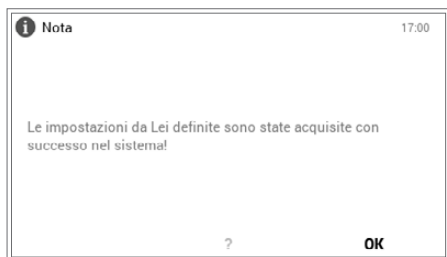 Nota 17:00
Le impostazioni da Lei definite sono state acquisite con
successo nel sistema!
? OK